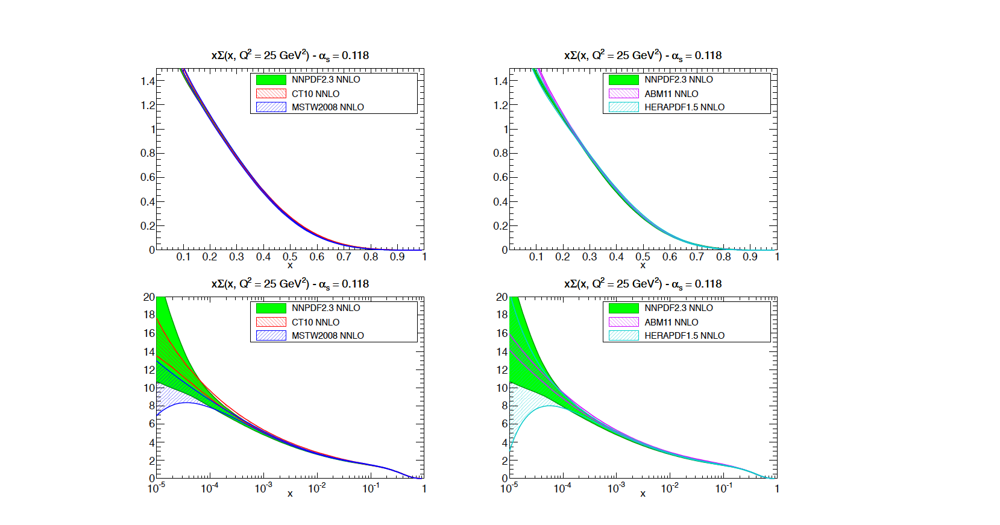 xΣ(x, Q² = 25 GeV²) - αₛ = 0.118
1.4
1.2
1
0.8
0.6
0.4
0.2
0
NNPDF2.3 NNLO
CT10 NNLO
MSTW2008 NNLO
0.1 0.2 0.3 0.4 0.5 0.6 0.7 0.8 0.9 1
x
xΣ(x, Q² = 25 GeV²) - αₛ = 0.118
1.4
1.2
1
0.8
0.6
0.4
0.2
0
NNPDF2.3 NNLO
ABM11 NNLO
HERAPDF1.5 NNLO
0.1 0.2 0.3 0.4 0.5 0.6 0.7 0.8 0.9 1
x
xΣ(x, Q² = 25 GeV²) - αₛ = 0.118
20
18
16
14
12
10
8
6
4
2
0
NNPDF2.3 NNLO
CT10 NNLO
MSTW2008 NNLO
10⁻⁵ 10⁻⁴ 10⁻³ 10⁻² 10⁻¹ 1
x
xΣ(x, Q² = 25 GeV²) - αₛ = 0.118
20
18
16
14
12
10
8
6
4
2
0
NNPDF2.3 NNLO
ABM11 NNLO
HERAPDF1.5 NNLO
10⁻⁵ 10⁻⁴ 10⁻³ 10⁻² 10⁻¹ 1
x